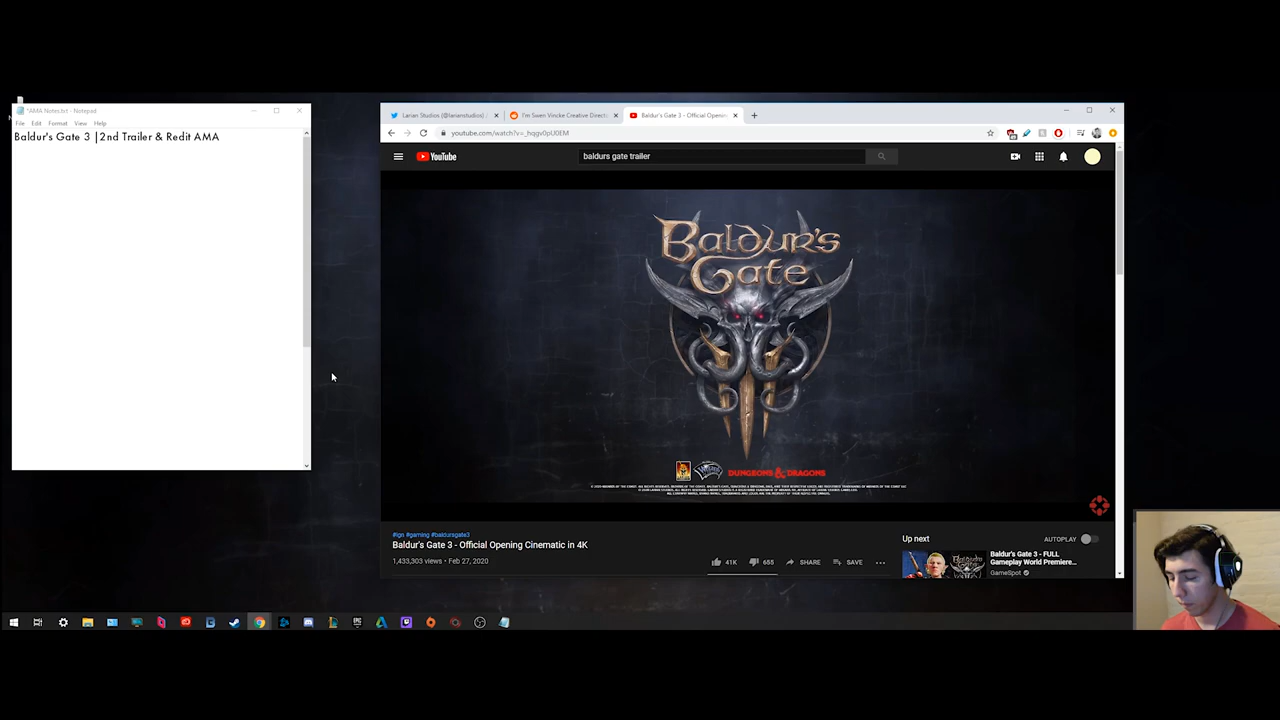 *AMA Notes.txt - Notepad
File Edit Format View Help
Baldur's Gate 3 |2nd Trailer & Redit AMA
Larian Studios (@larianstudios) /
I'm Swen Vincke Creative Directo
Baldur's Gate 3 - Official Openin
youtube.com/watch?v=_hqgv0pU0EM
YouTube
baldurs gate trailer
Baldur's
Gate
DUNGEONS & DRAGONS
#ign #gaming #baldursgate3
Baldur's Gate 3 - Official Opening Cinematic in 4K
1,433,303 views • Feb 27, 2020
41K
655
SHARE
SAVE
Up next
AUTOPLAY
Baldur's Gate 3 - FULL
Gameplay World Premiere...
GameSpot